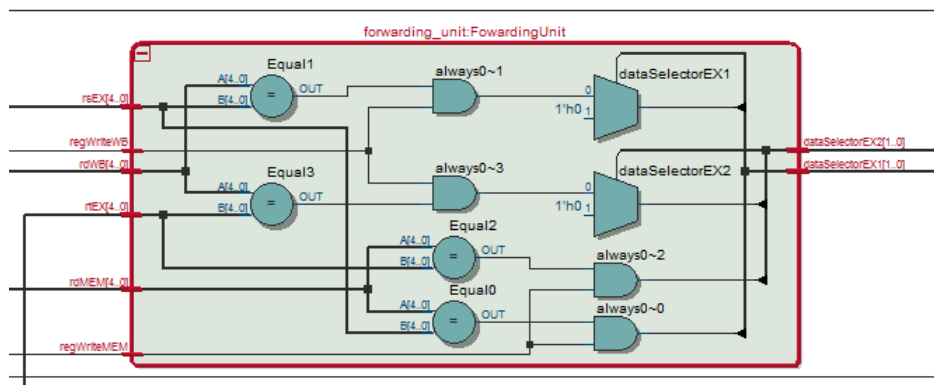 forwarding_unit:FowardingUnit
Equal1
A[4..0]
B[4..0]
=
OUT
always0~1
dataSelectorEX1
0
1'h0 1
rsEX[4..0]
regWriteWB
rdWB[4..0]
Equal3
A[4..0]
B[4..0]
=
OUT
always0~3
dataSelectorEX2
0
1'h0 1
dataSelectorEX2[1..0]
dataSelectorEX1[1..0]
rtEX[4..0]
Equal2
A[4..0]
B[4..0]
=
OUT
always0~2
rdMEM[4..0]
Equal0
A[4..0]
B[4..0]
=
OUT
always0~0
regWriteMEM